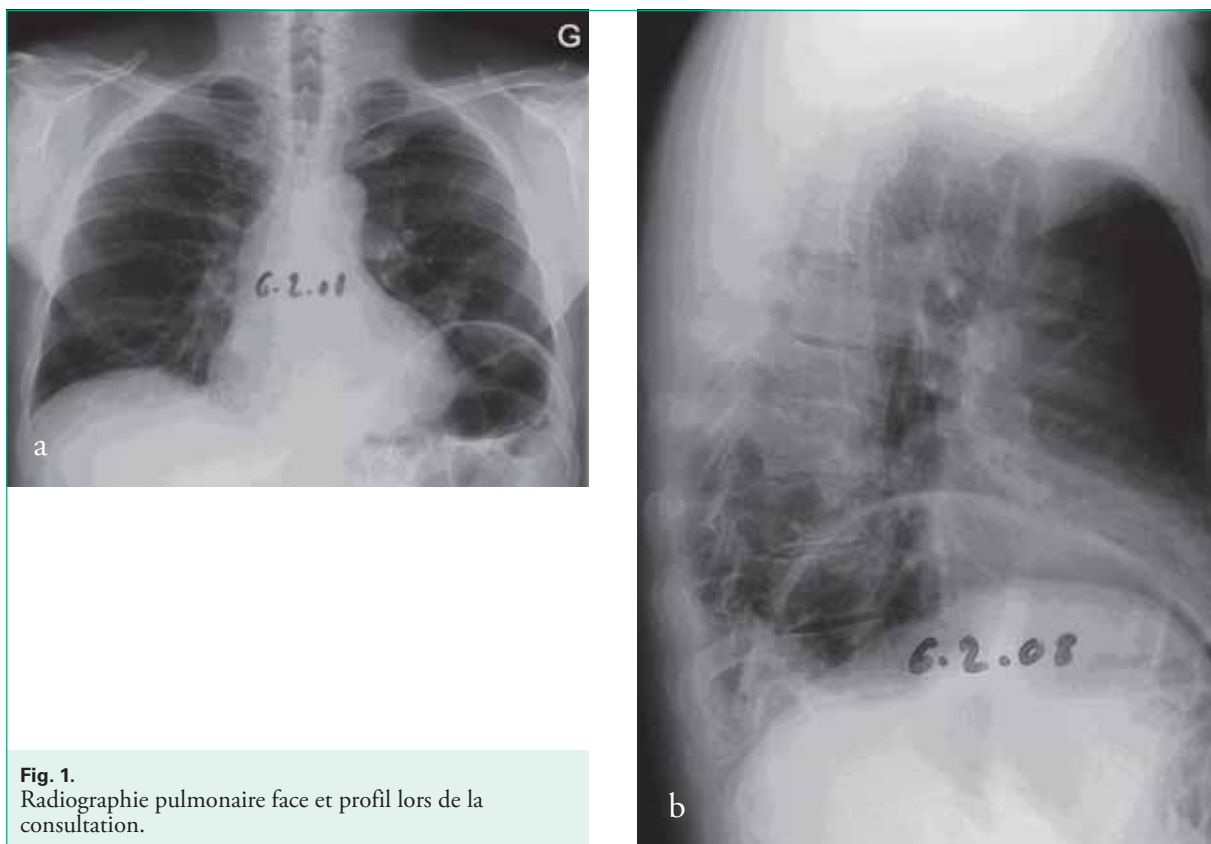 G
6.2.08
a
6.2.08
b
Fig. 1.
Radiographie pulmonaire face et profil lors de la
consultation.